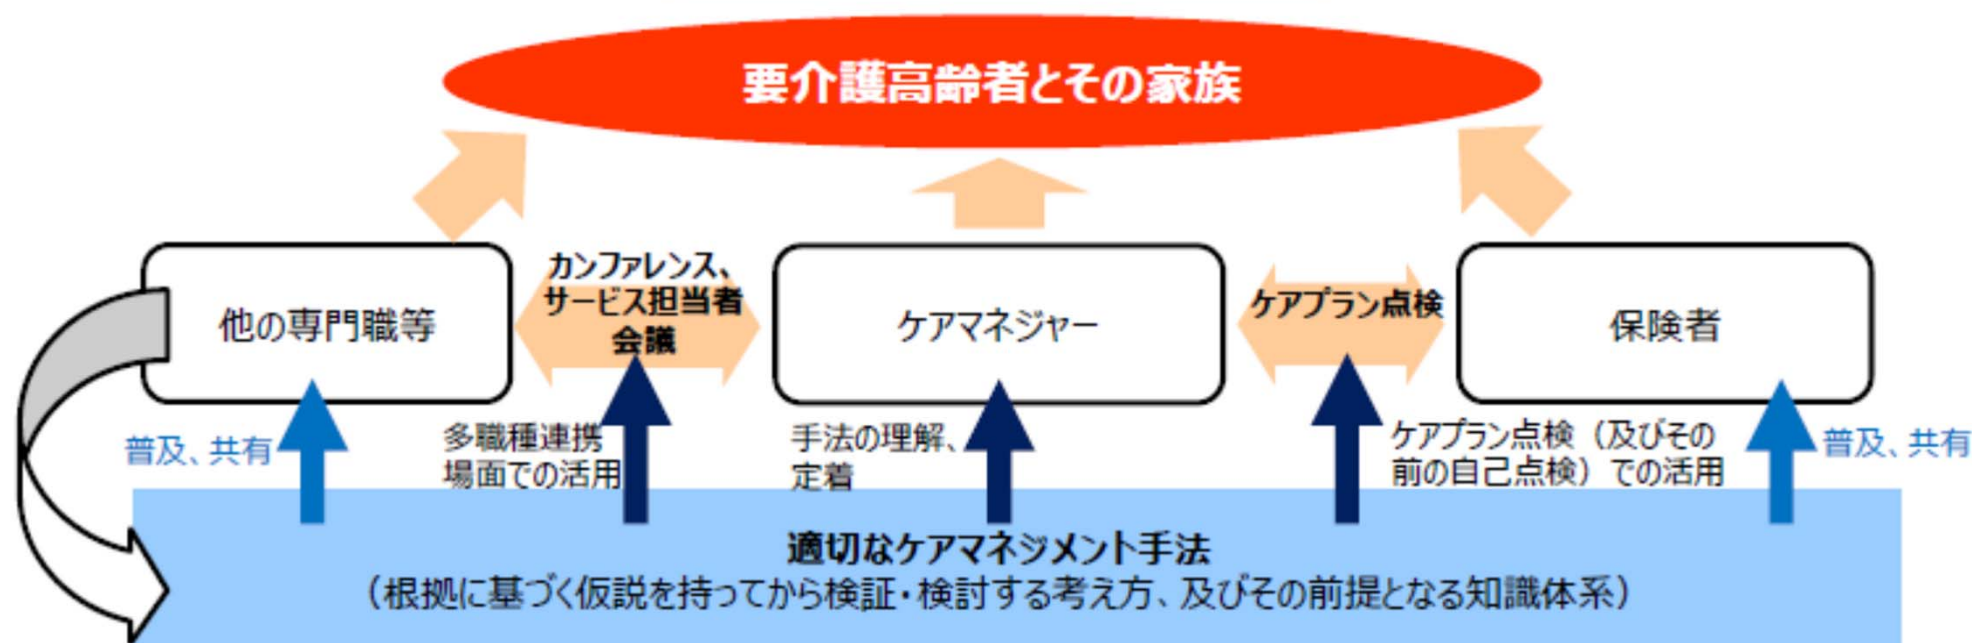 要介護高齢者とその家族
カンファレンス、
サービス担当者
会議
他の専門職等
ケアマネジャー
ケアプラン点検
保険者
普及、共有
多職種連携
場面での活用
手法の理解、
定着
ケアプラン点検（及びその
前の自己点検）での活用
普及、共有
適切なケアマネジメント手法
（根拠に基づく仮説を持ってから検証・検討する考え方、及びその前提となる知識体系）